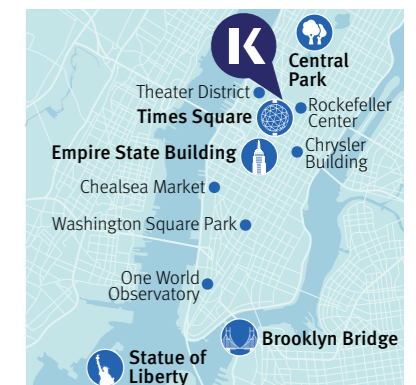 K
Central
Park
Theater District
Times Square
Rockefeller
Center
Empire State Building
Chrysler
Building
Chealsea Market
Washington Square Park
One World
Observatory
Brooklyn Bridge
Statue of
Liberty